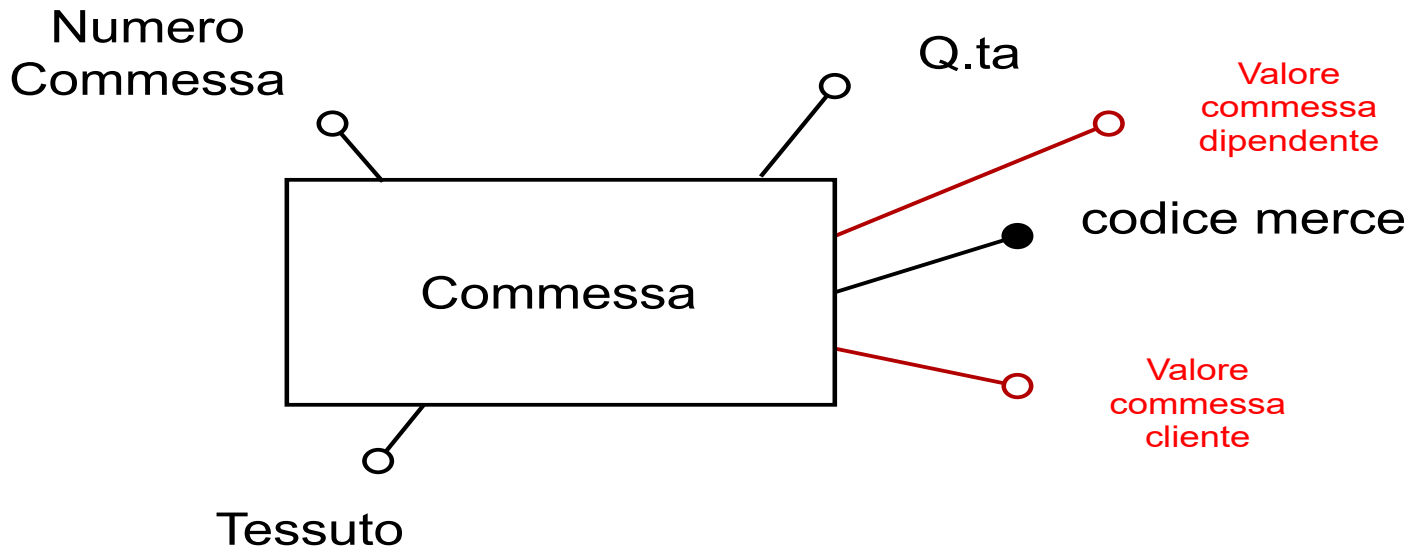 Numero
Commessa
Q.ta
Valore
commessa
dipendente
codice merce
Commessa
Valore
commessa
cliente
Tessuto